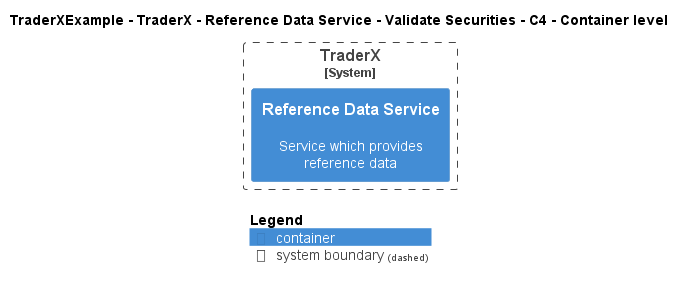 TraderXExample - TraderX - Reference Data Service - Validate Securities - C4 - Container level
TraderX
[System]
Reference Data Service
Service which provides
reference data
Legend
container
system boundary (dashed)